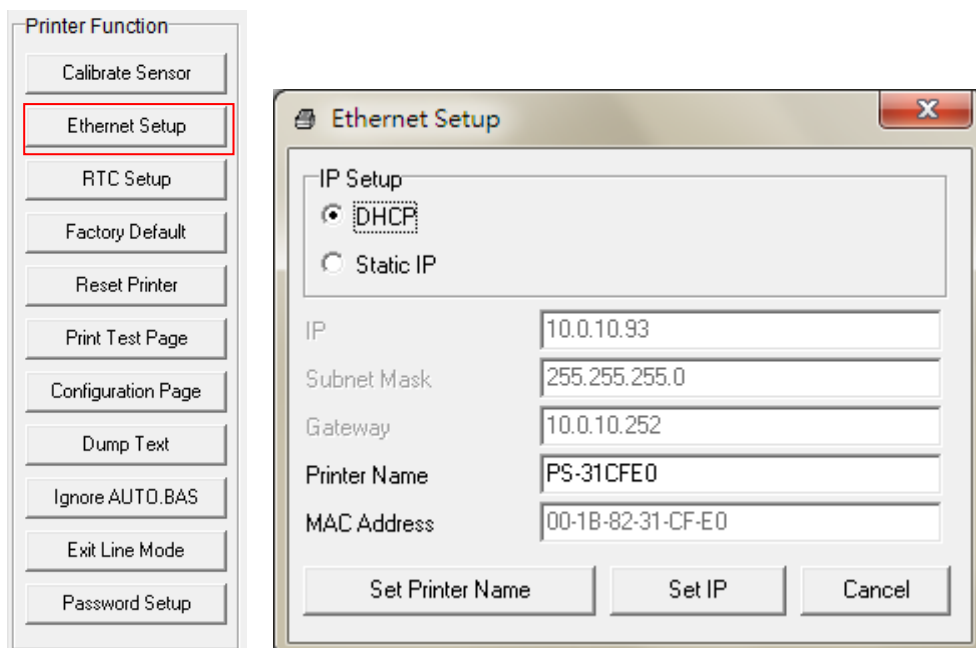 Printer Function
Calibrate Sensor
Ethernet Setup
RTC Setup
Factory Default
Reset Printer
Print Test Page
Configuration Page
Dump Text
Ignore AUTO.BAS
Exit Line Mode
Password Setup
Ethernet Setup
IP Setup
DHCP
Static IP
IP 10.0.10.93
Subnet Mask 255.255.255.0
Gateway 10.0.10.252
Printer Name PS-31CFE0
MAC Address 00-1B-82-31-CF-E0
Set Printer Name Set IP Cancel